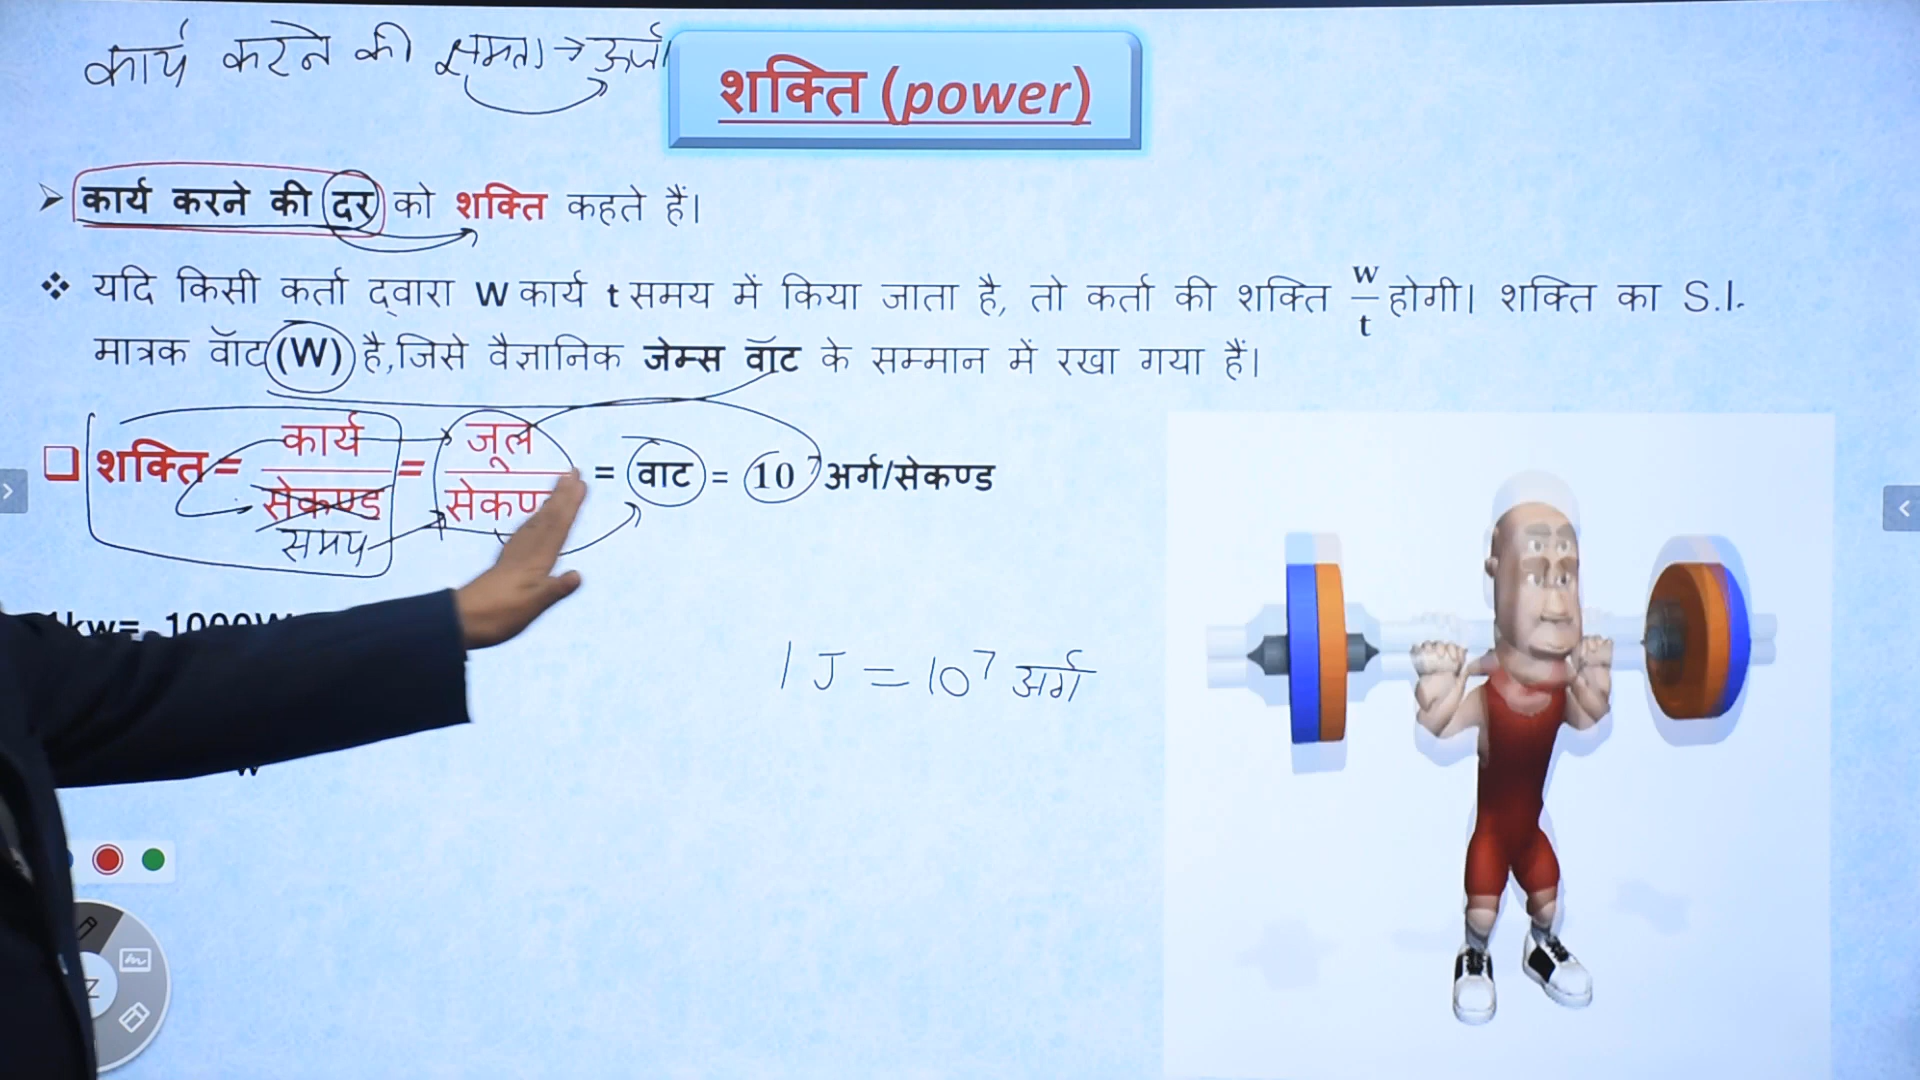 कार्य करने की क्षमता → ऊर्जा
शक्ति (power)
➢ कार्य करने की दर को शक्ति कहते हैं।
❖ यदि किसी कर्ता द्वारा W कार्य t समय में किया जाता है, तो कर्ता की शक्ति w/t होगी। शक्ति का S.I.
मात्रक वॉट (W) है,जिसे वैज्ञानिक जेम्स वॉट के सम्मान में रखा गया हैं।
❑ शक्ति= कार्य/सेकण्ड = जूल/सेकण = वाट = 10⁷ अर्ग/सेकण्ड
समय
1kw= 1000W
1 J = 10⁷ अर्ग
w